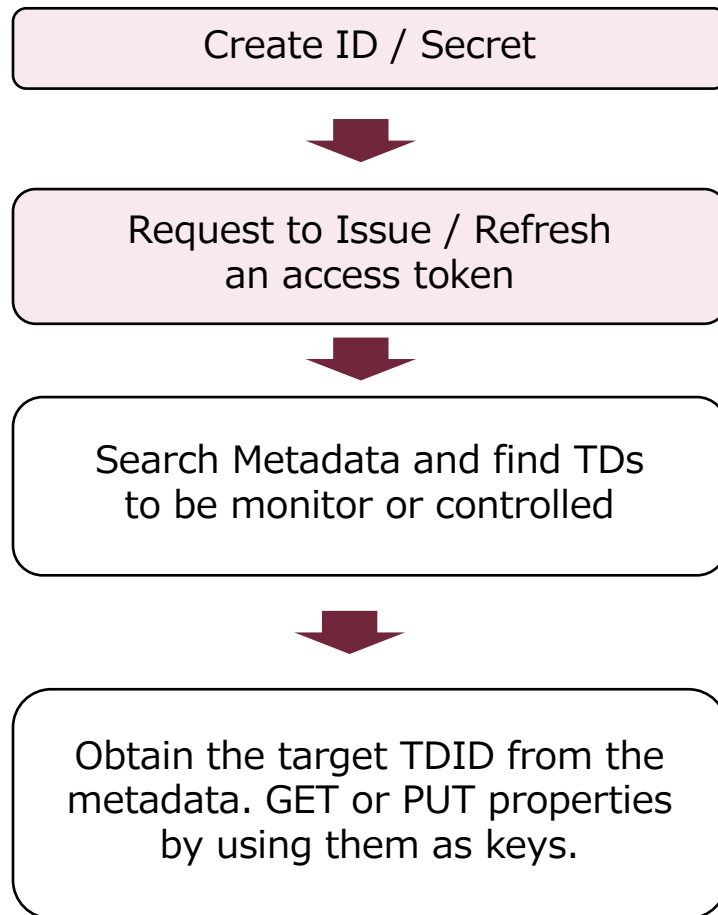 Create ID / Secret
Request to Issue / Refresh
an access token
Search Metadata and find TDs
to be monitor or controlled
Obtain the target TDID from the
metadata. GET or PUT properties
by using them as keys.